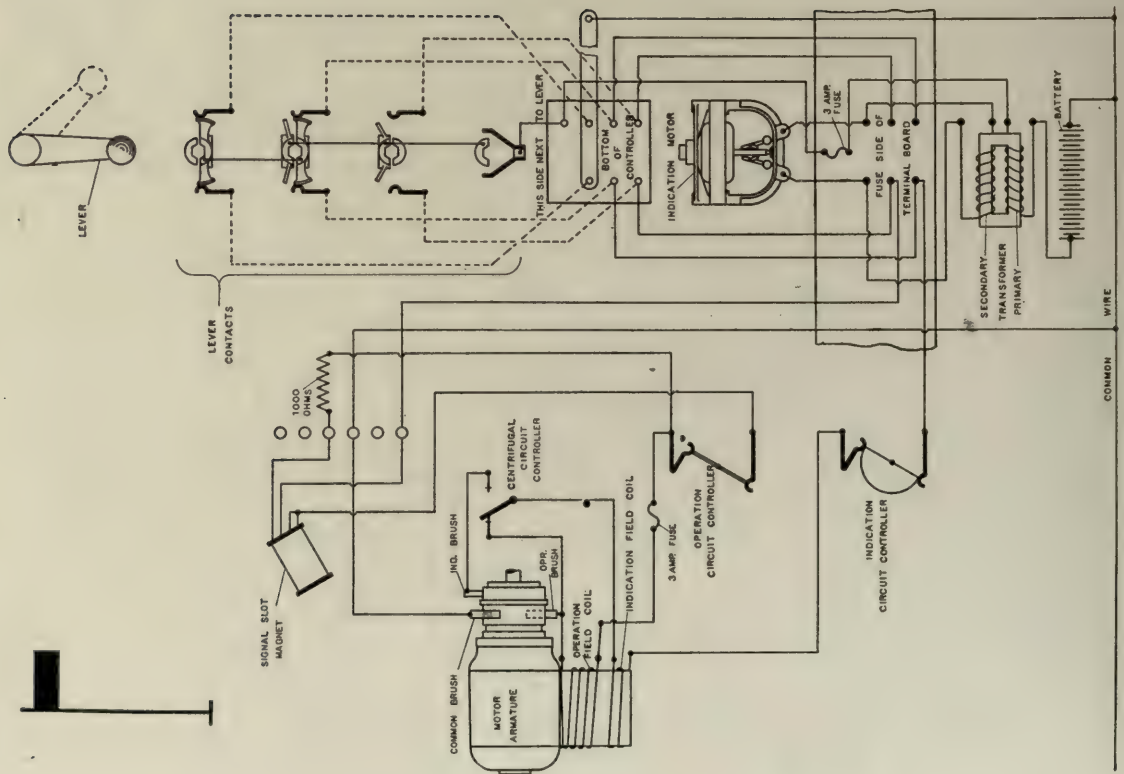 LEVER
LEVER
CONTACTS
1000
OHMS
THIS SIDE NEXT TO LEVER
BOTTOM
OF
CONTROLLER
INDICATION MOTOR
3 AMP.
FUSE
FUSE SIDE OF
TERMINAL BOARD
SECONDARY
TRANSFORMER
PRIMARY
BATTERY
COMMON WIRE
SIGNAL SLOT
MAGNET
IND. BRUSH
CENTRIFUGAL
CIRCUIT
CONTROLLER
COMMON BRUSH
OPR.
BRUSH
MOTOR
ARMATURE
OPERATION
FIELD COIL
INDICATION FIELD COIL
3 AMP. FUSE
OPERATION
CIRCUIT CONTROLLER
INDICATION
CIRCUIT CONTROLLER